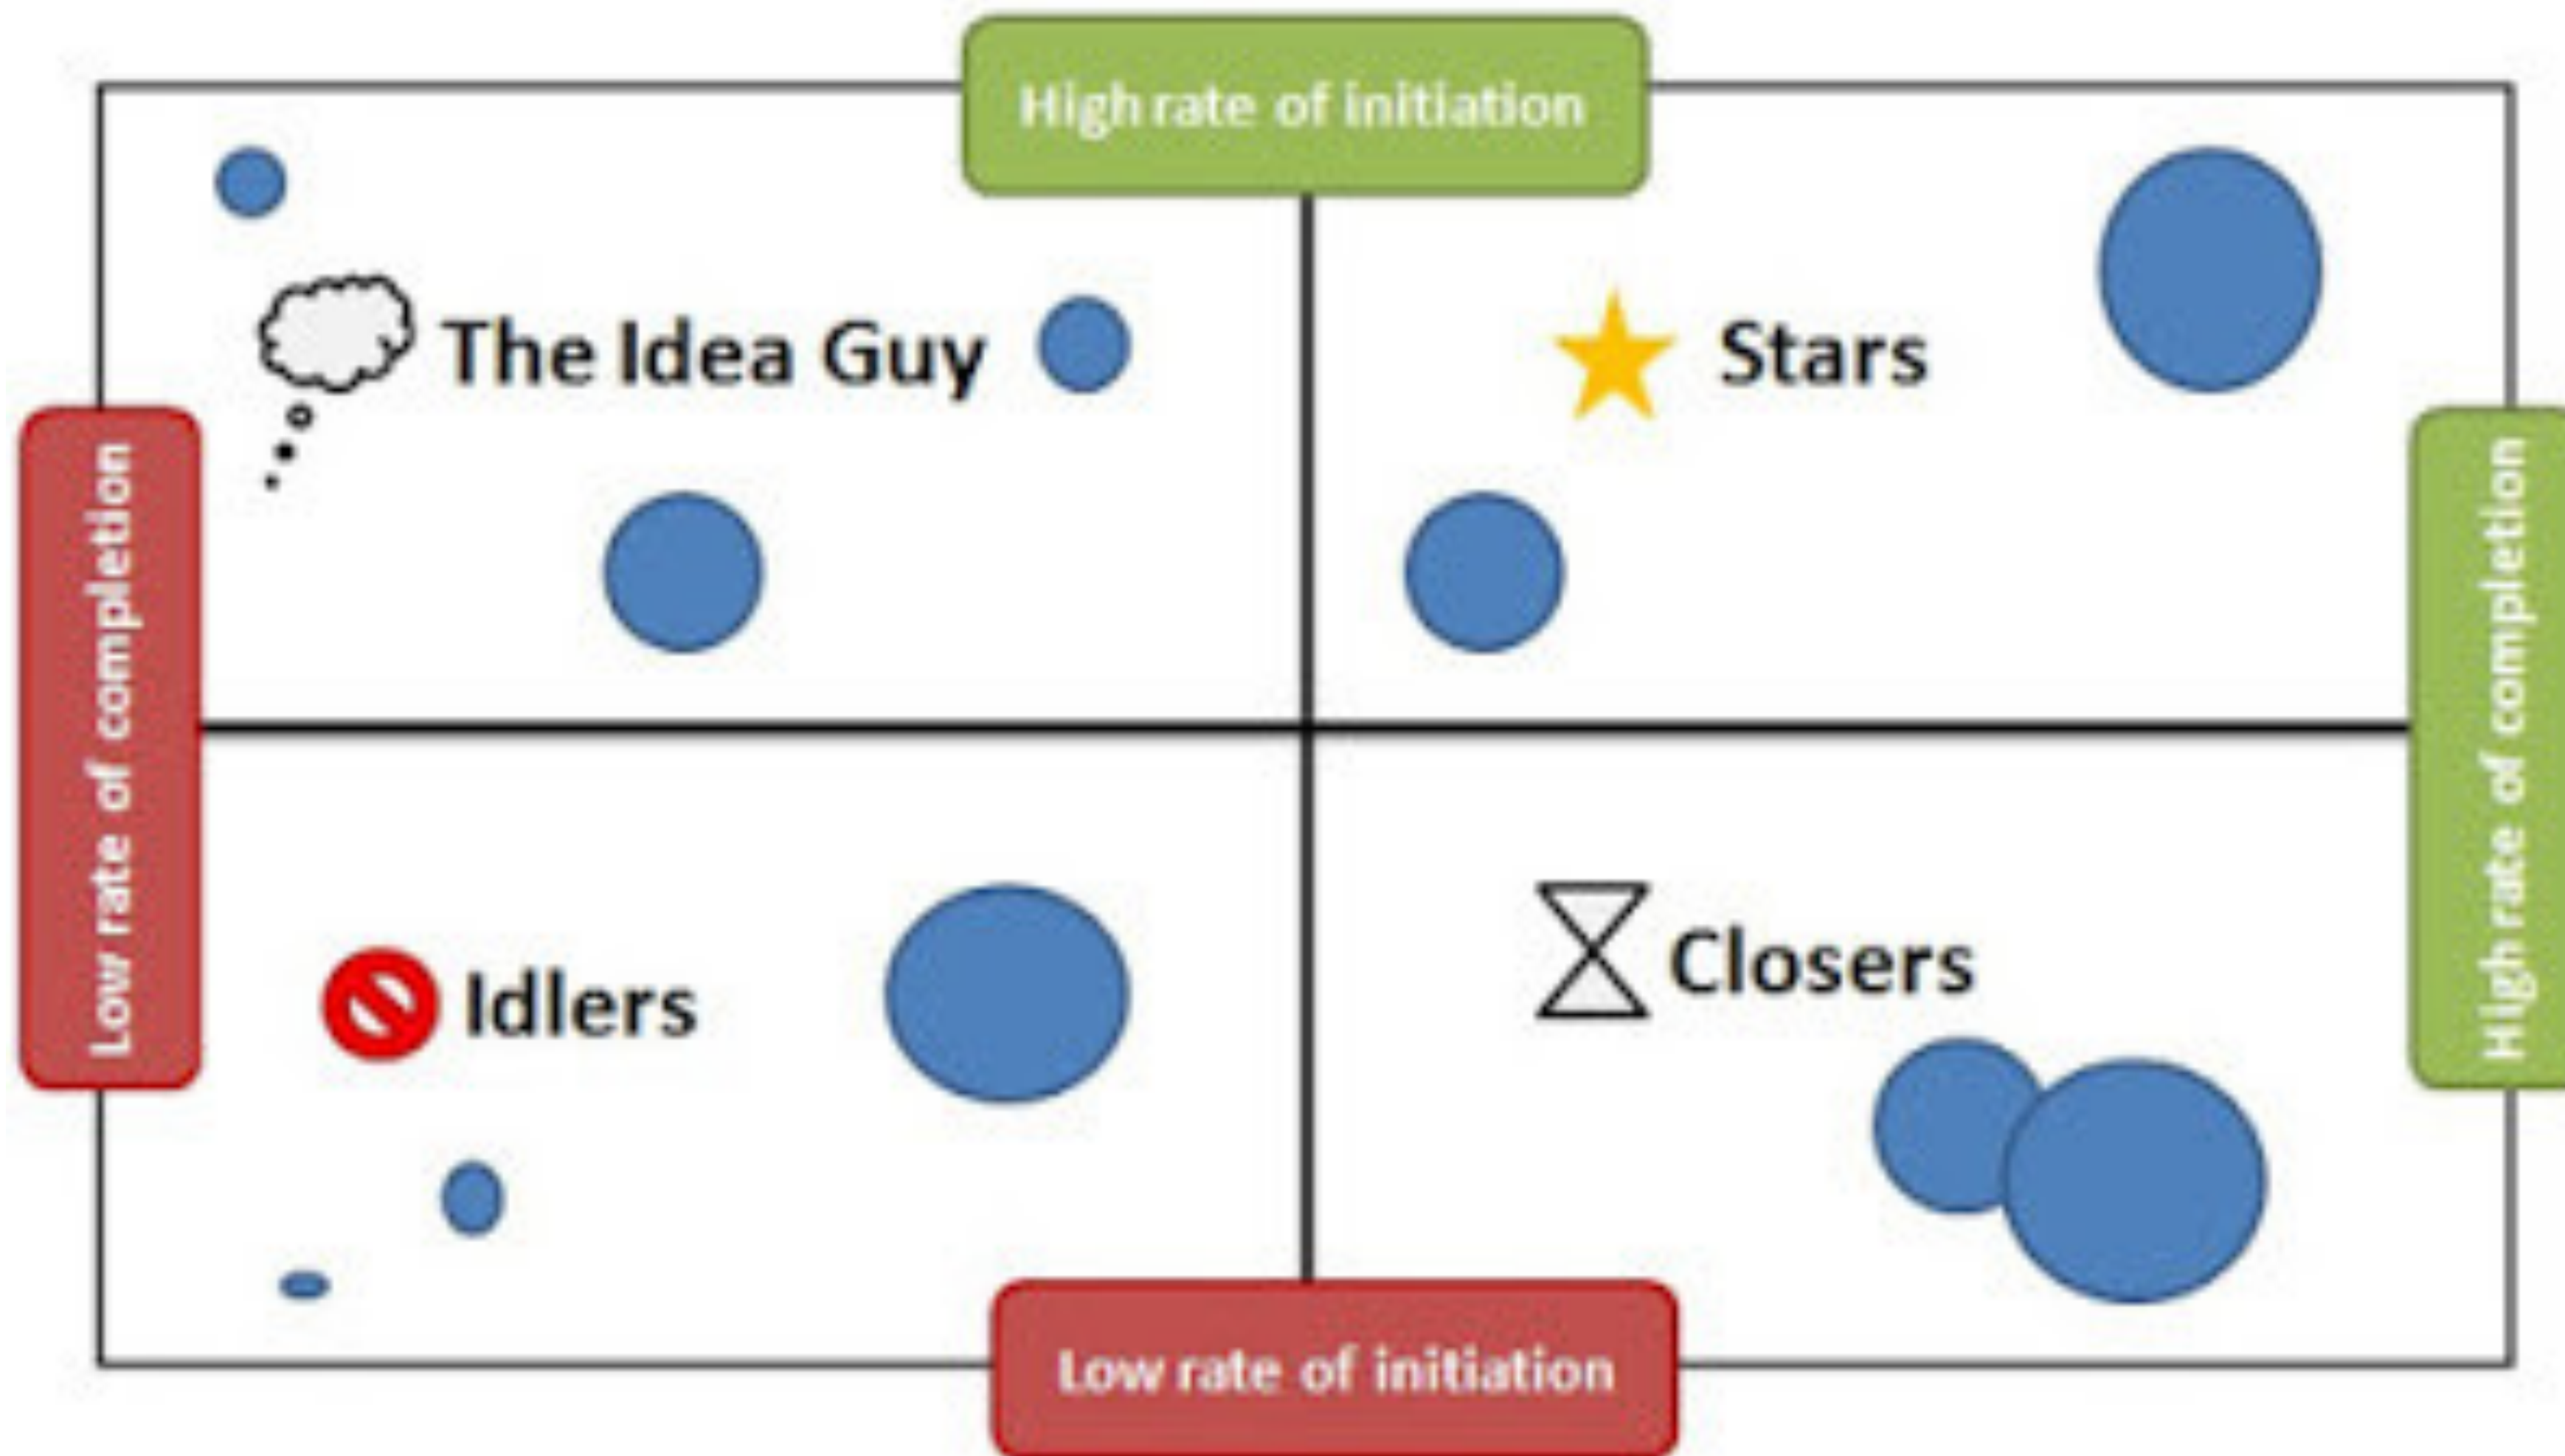 High rate of initiation
The Idea Guy
Stars
Low rate of completion
High rate of completion
Idlers
Closers
Low rate of initiation